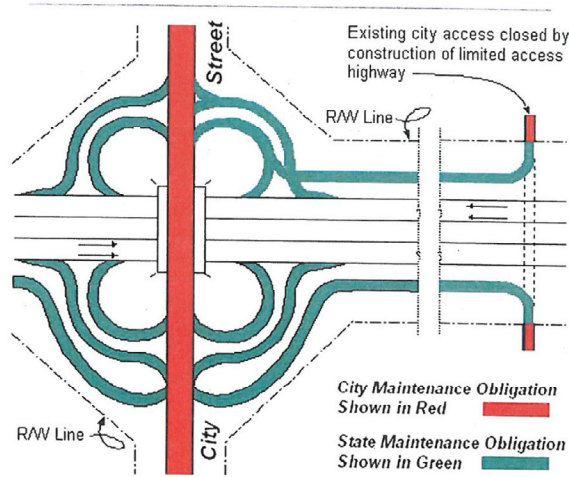 Existing city access closed by
construction of limited access
highway
Street
R/W Line
City
R/W Line
City Maintenance Obligation
Shown in Red
State Maintenance Obligation
Shown in Green